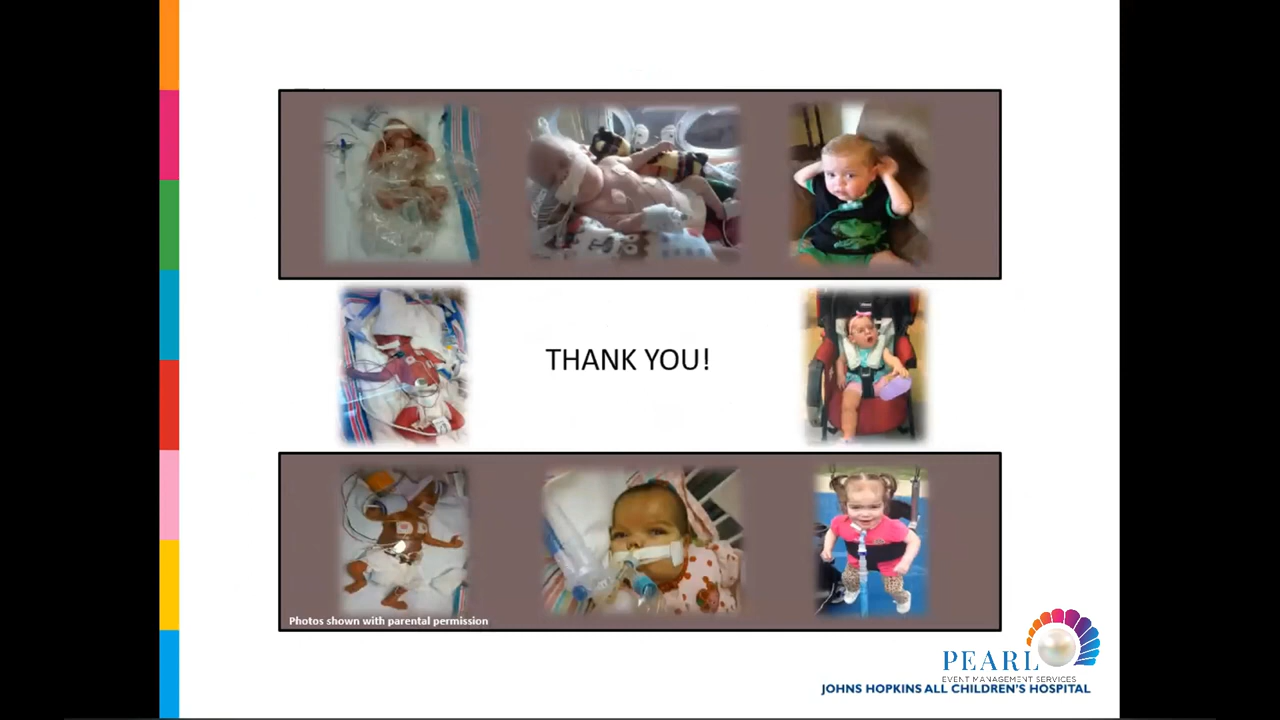 THANK YOU!
Photos shown with parental permission
PEARL
EVENT MANAGEMENT SERVICES
JOHNS HOPKINS ALL CHILDREN'S HOSPITAL